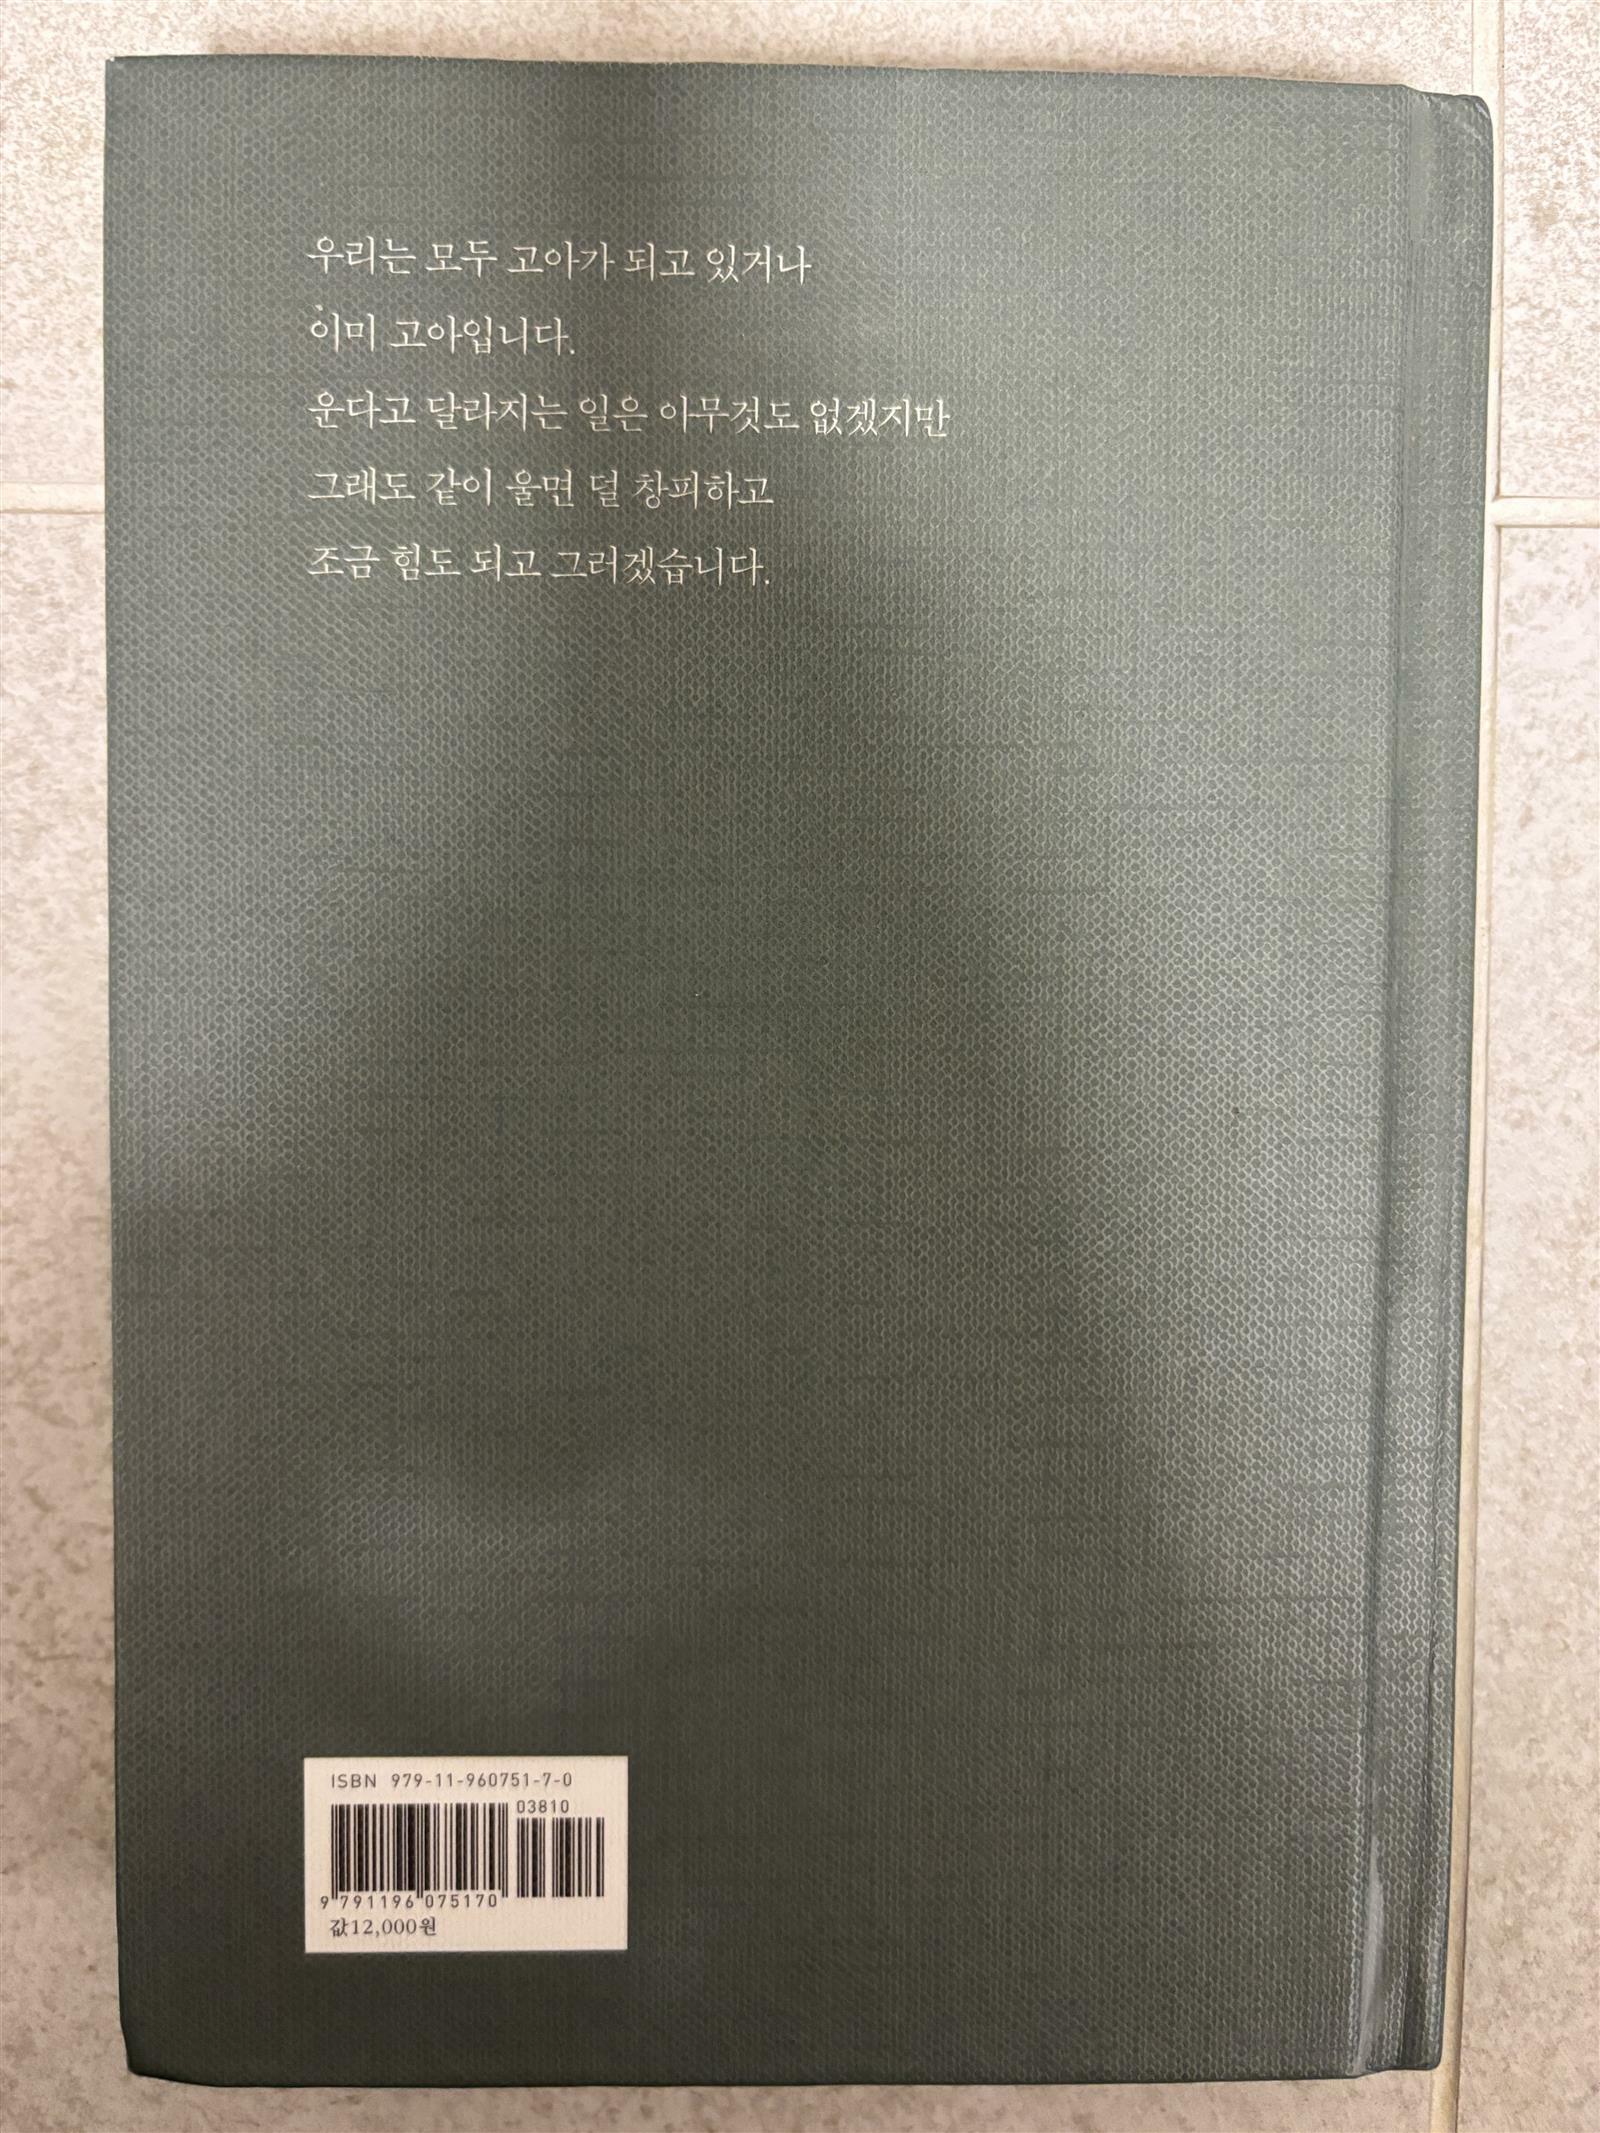 우리는 모두 고아가 되고 있거나
이미 고아입니다.
운다고 달라지는 일은 아무것도 없겠지만
그래도 같이 울면 덜 창피하고
조금 힘도 되고 그러겠습니다.
ISBN 979-11-960751-7-0
03810
9 791196 075170
값12,000원